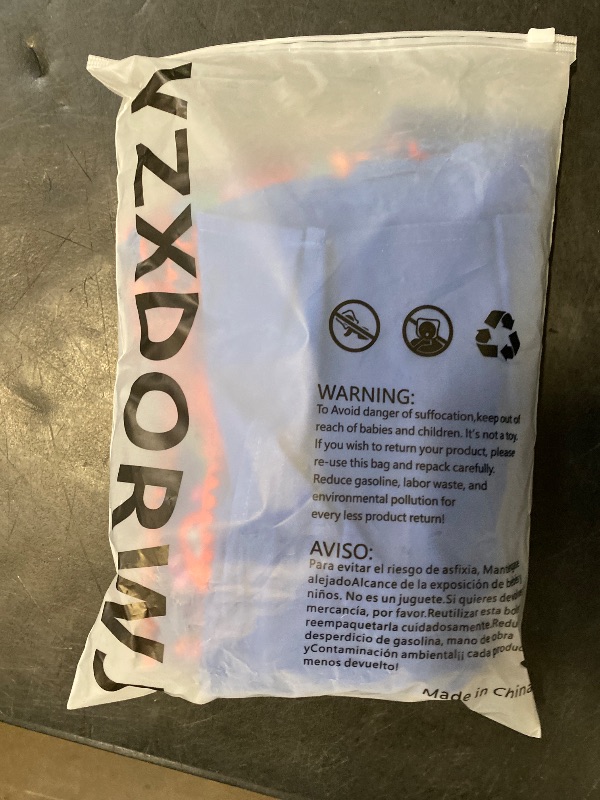 YZXDORWJ
WARNING:
To Avoid danger of suffocation,keep out of
reach of babies and children. It's not a toy.
If you wish to return your product, please
re-use this bag and repack carefully.
Reduce gasoline, labor waste, and
environmental pollution for
every less product return!
AVISO:
Para evitar el riesgo de asfixia,
alejadoAlcance de la exposición de
niños. No es un juguete.Si quieres
mercancía, por favor.Reutilizar esta
reempaquetarla cuidadosamente.
desperdicio de gasolina, mano de obra
yContaminación ambiental¡¡ cada
menos devuelto!
Made in China